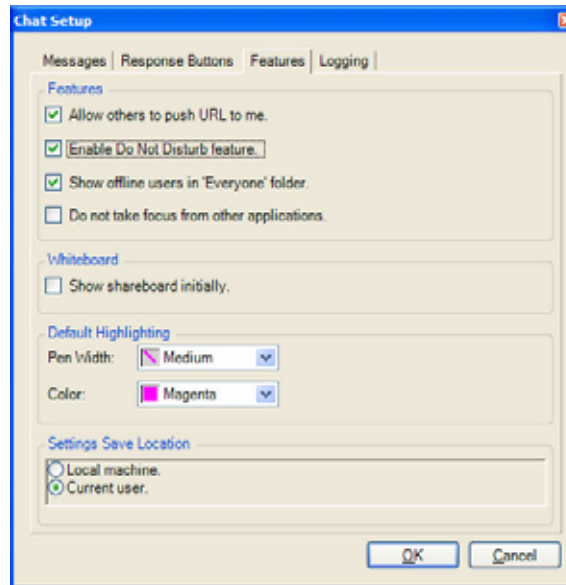 Chat Setup
Messages Response Buttons Features Logging
Features
Allow others to push URL to me.
Enable Do Not Disturb feature.
Show offline users in 'Everyone' folder.
Do not take focus from other applications.
Whiteboard
Show shareboard initially.
Default Highlighting
Pen Width: Medium
Color: Magenta
Settings Save Location
Local machine.
Current user.
OK Cancel